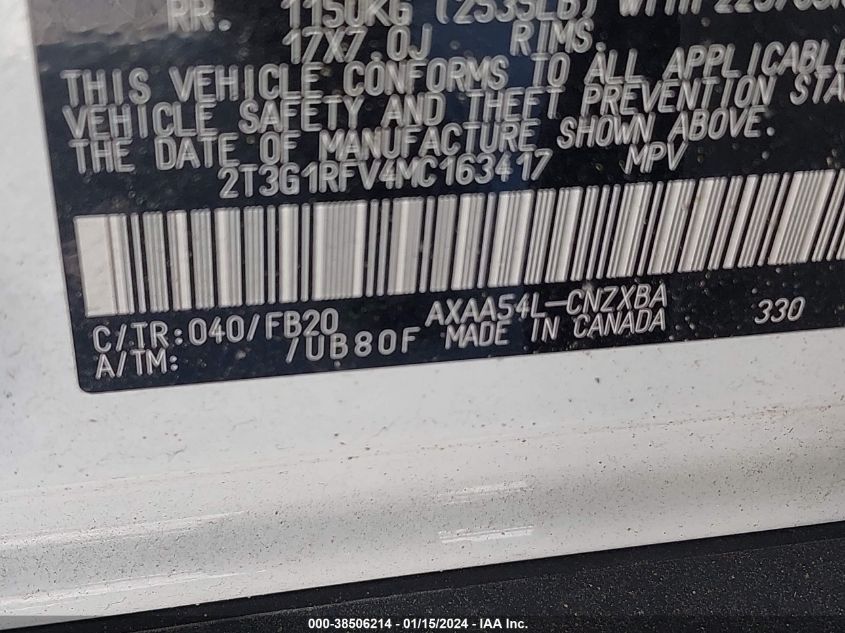 RR. 1150KG (2535LB) WITH
17X7.0J RIMS.
THIS VEHICLE CONFORMS TO ALL APPLICABLE
VEHICLE SAFETY AND THEFT PREVENTION STA
THE DATE OF MANUFACTURE SHOWN ABOVE.
2T3G1RFV4MC163417 MPV
C/TR:040/FB20 AXAA54L-CNZXBA 330
A/TM: /UB80F MADE IN CANADA
000-38506214 - 01/15/2024 - IAA Inc.